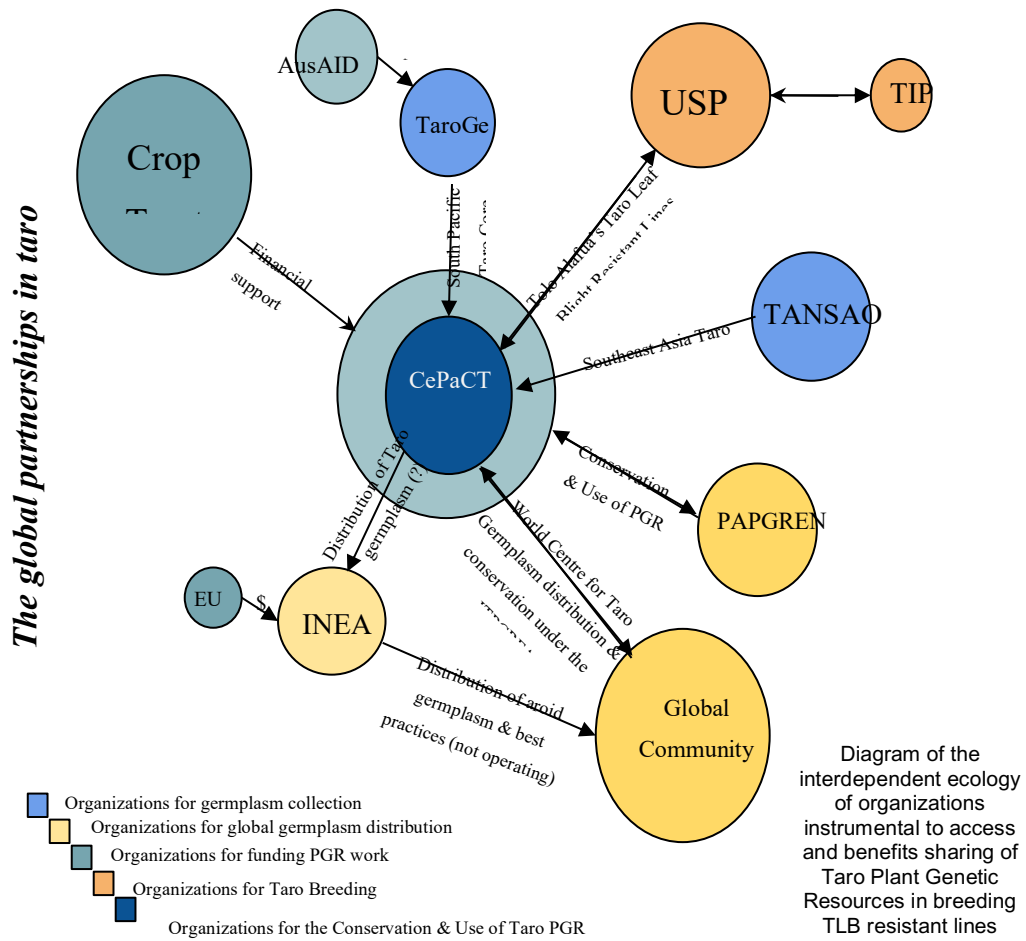 The global partnerships in taro
AusAID
TaroGe
USP
TIP
Crop
Financial
support
South Pacific
Taro Core
Tolo Alafua's Taro Leaf
Blight Resistant Lines
TANSAO
Southeast Asia Taro
CePaCT
Conservation
& Use of PGR
PAPGREN
Distribution of Taro
germplasm (?)
World Centre for Taro
Germplasm distribution &
conservation under the
EU
$
INEA
Distribution of aroid
germplasm & best
practices (not operating)
Global
Community
Organizations for germplasm collection
Organizations for global germplasm distribution
Organizations for funding PGR work
Organizations for Taro Breeding
Organizations for the Conservation & Use of Taro PGR
Diagram of the
interdependent ecology
of organizations
instrumental to access
and benefits sharing of
Taro Plant Genetic
Resources in breeding
TLB resistant lines